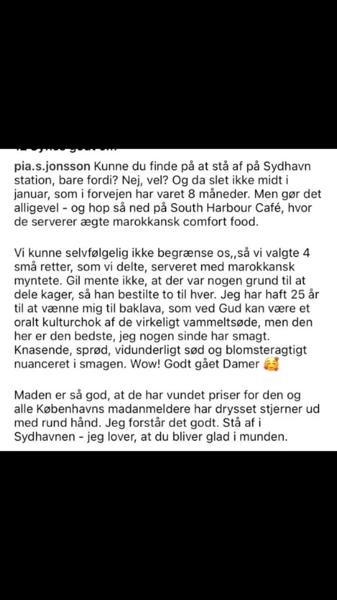 pia.s.jonsson Kunne du finde på at stå af på Sydhavn
station, bare fordi? Nej, vel? Og da slet ikke midt i
januar, som i forvejen har varet 8 måneder. Men gør det
alligevel - og hop så ned på South Harbour Café, hvor
de serverer ægte marokkansk comfort food.
Vi kunne selvfølgelig ikke begrænse os,,så vi valgte 4
små retter, som vi delte, serveret med marokkansk
myntete. Gil mente ikke, at der var nogen grund til at
dele kager, så han bestilte to til hver. Jeg har haft 25 år
til at vænne mig til baklava, som ved Gud kan være et
oralt kulturchok af de virkeligt vammeltsøde, men den
her er den bedste, jeg nogen sinde har smagt.
Knasende, sprød, vidunderligt sød og blomsteragtigt
nuanceret i smagen. Wow! Godt gået Damer 🥰
Maden er så god, at de har vundet priser for den og
alle Københavns madanmeldere har drysset stjerner ud
med rund hånd. Jeg forstår det godt. Stå af i
Sydhavnen - jeg lover, at du bliver glad i munden.